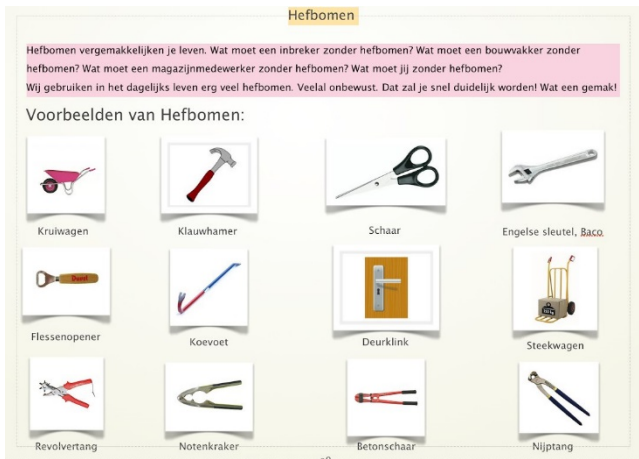 Hefbomen
Hefbomen vergemakkelijken je leven. Wat moet een inbreker zonder hefbomen? Wat moet een bouwvakker zonder
hefbomen? Wat moet een magazijnmedewerker zonder hefbomen? Wat moet jij zonder hefbomen?
Wij gebruiken in het dagelijks leven erg veel hefbomen. Veelal onbewust. Dat zal je snel duidelijk worden! Wat een gemak!
Voorbeelden van Hefbomen:
Kruiwagen Klauwhamer Schaar Engelse sleutel, Baco
Flessenopener Koevoet Deurklink Steekwagen
Revolvertang Notenkraker Betonschaar Nijptang